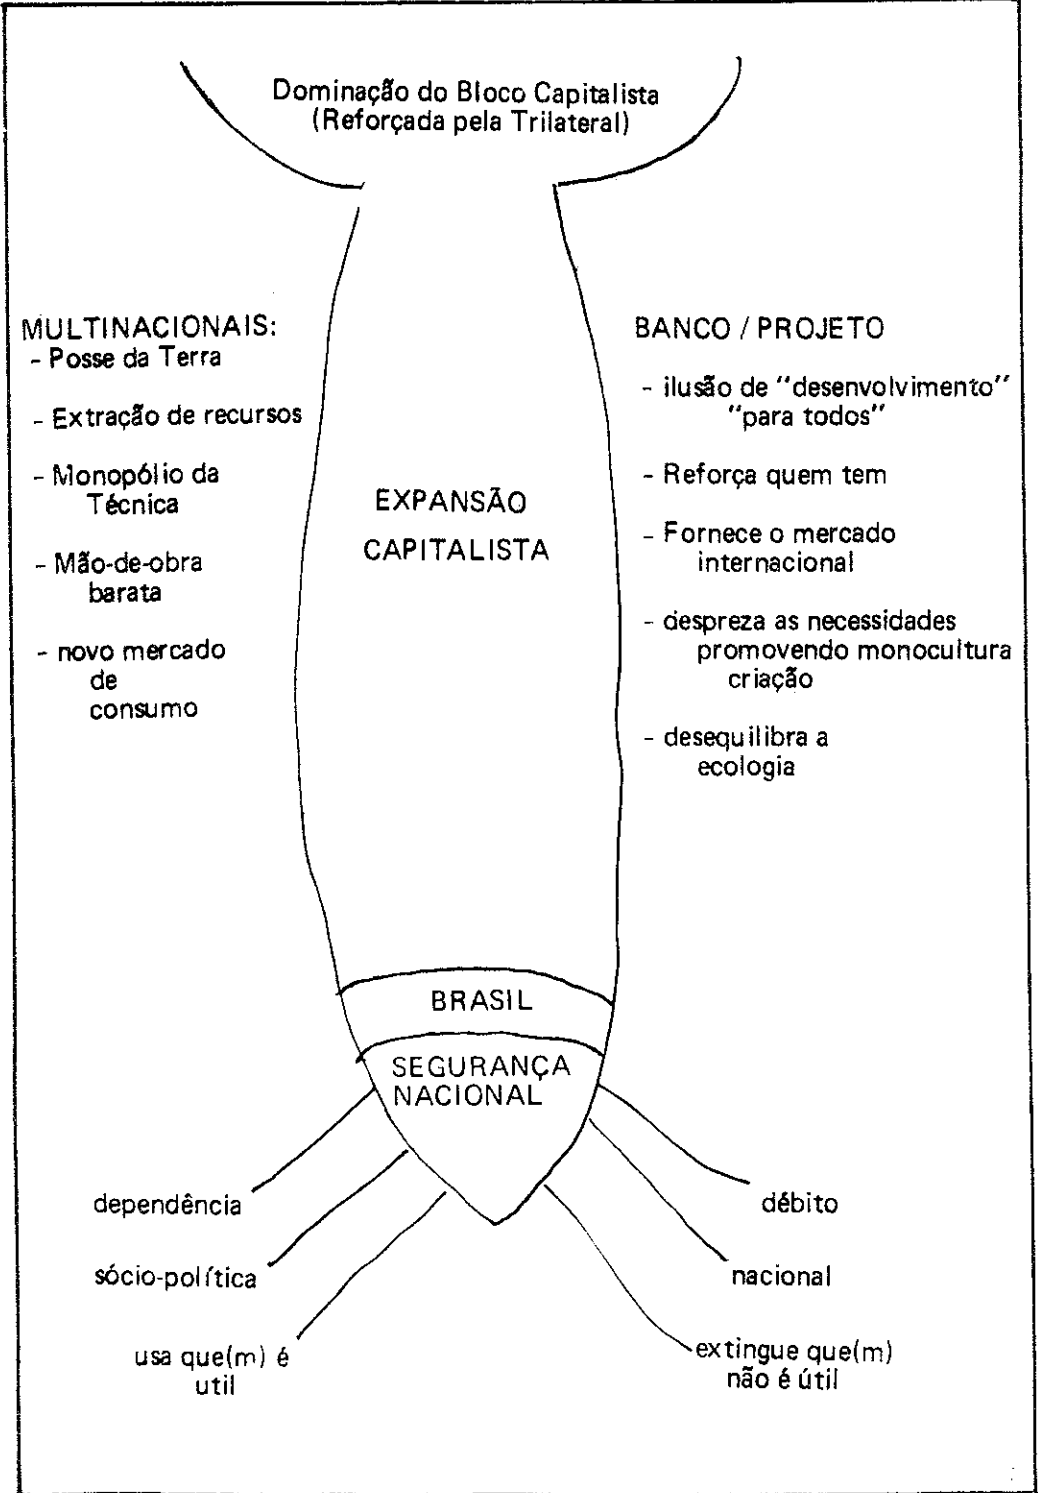 Dominação do Bloco Capitalista
(Reforçada pela Trilateral)
MULTINACIONAIS:
- Posse da Terra
- Extração de recursos
- Monopólio da
Técnica
- Mão-de-obra
barata
- novo mercado
de
consumo
EXPANSÃO
CAPITALISTA
BANCO / PROJETO
- ilusão de "desenvolvimento"
"para todos"
- Reforça quem tem
- Fornece o mercado
internacional
- despreza as necessidades
promovendo monocultura
criação
- desequilibra a
ecologia
BRASIL
SEGURANÇA
NACIONAL
dependência
sócio-política
usa que(m) é
util
débito
nacional
extingue que(m)
não é útil